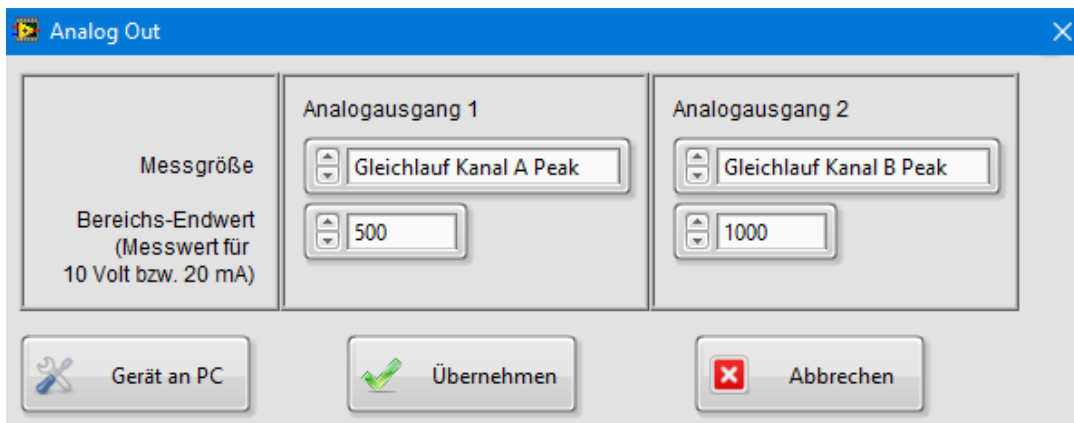 Analog Out
Analogausgang 1
Analogausgang 2
Messgröße
Gleichlauf Kanal A Peak
Gleichlauf Kanal B Peak
Bereichs-Endwert
(Messwert für
10 Volt bzw. 20 mA)
500
1000
Gerät an PC
Übernehmen
Abbrechen